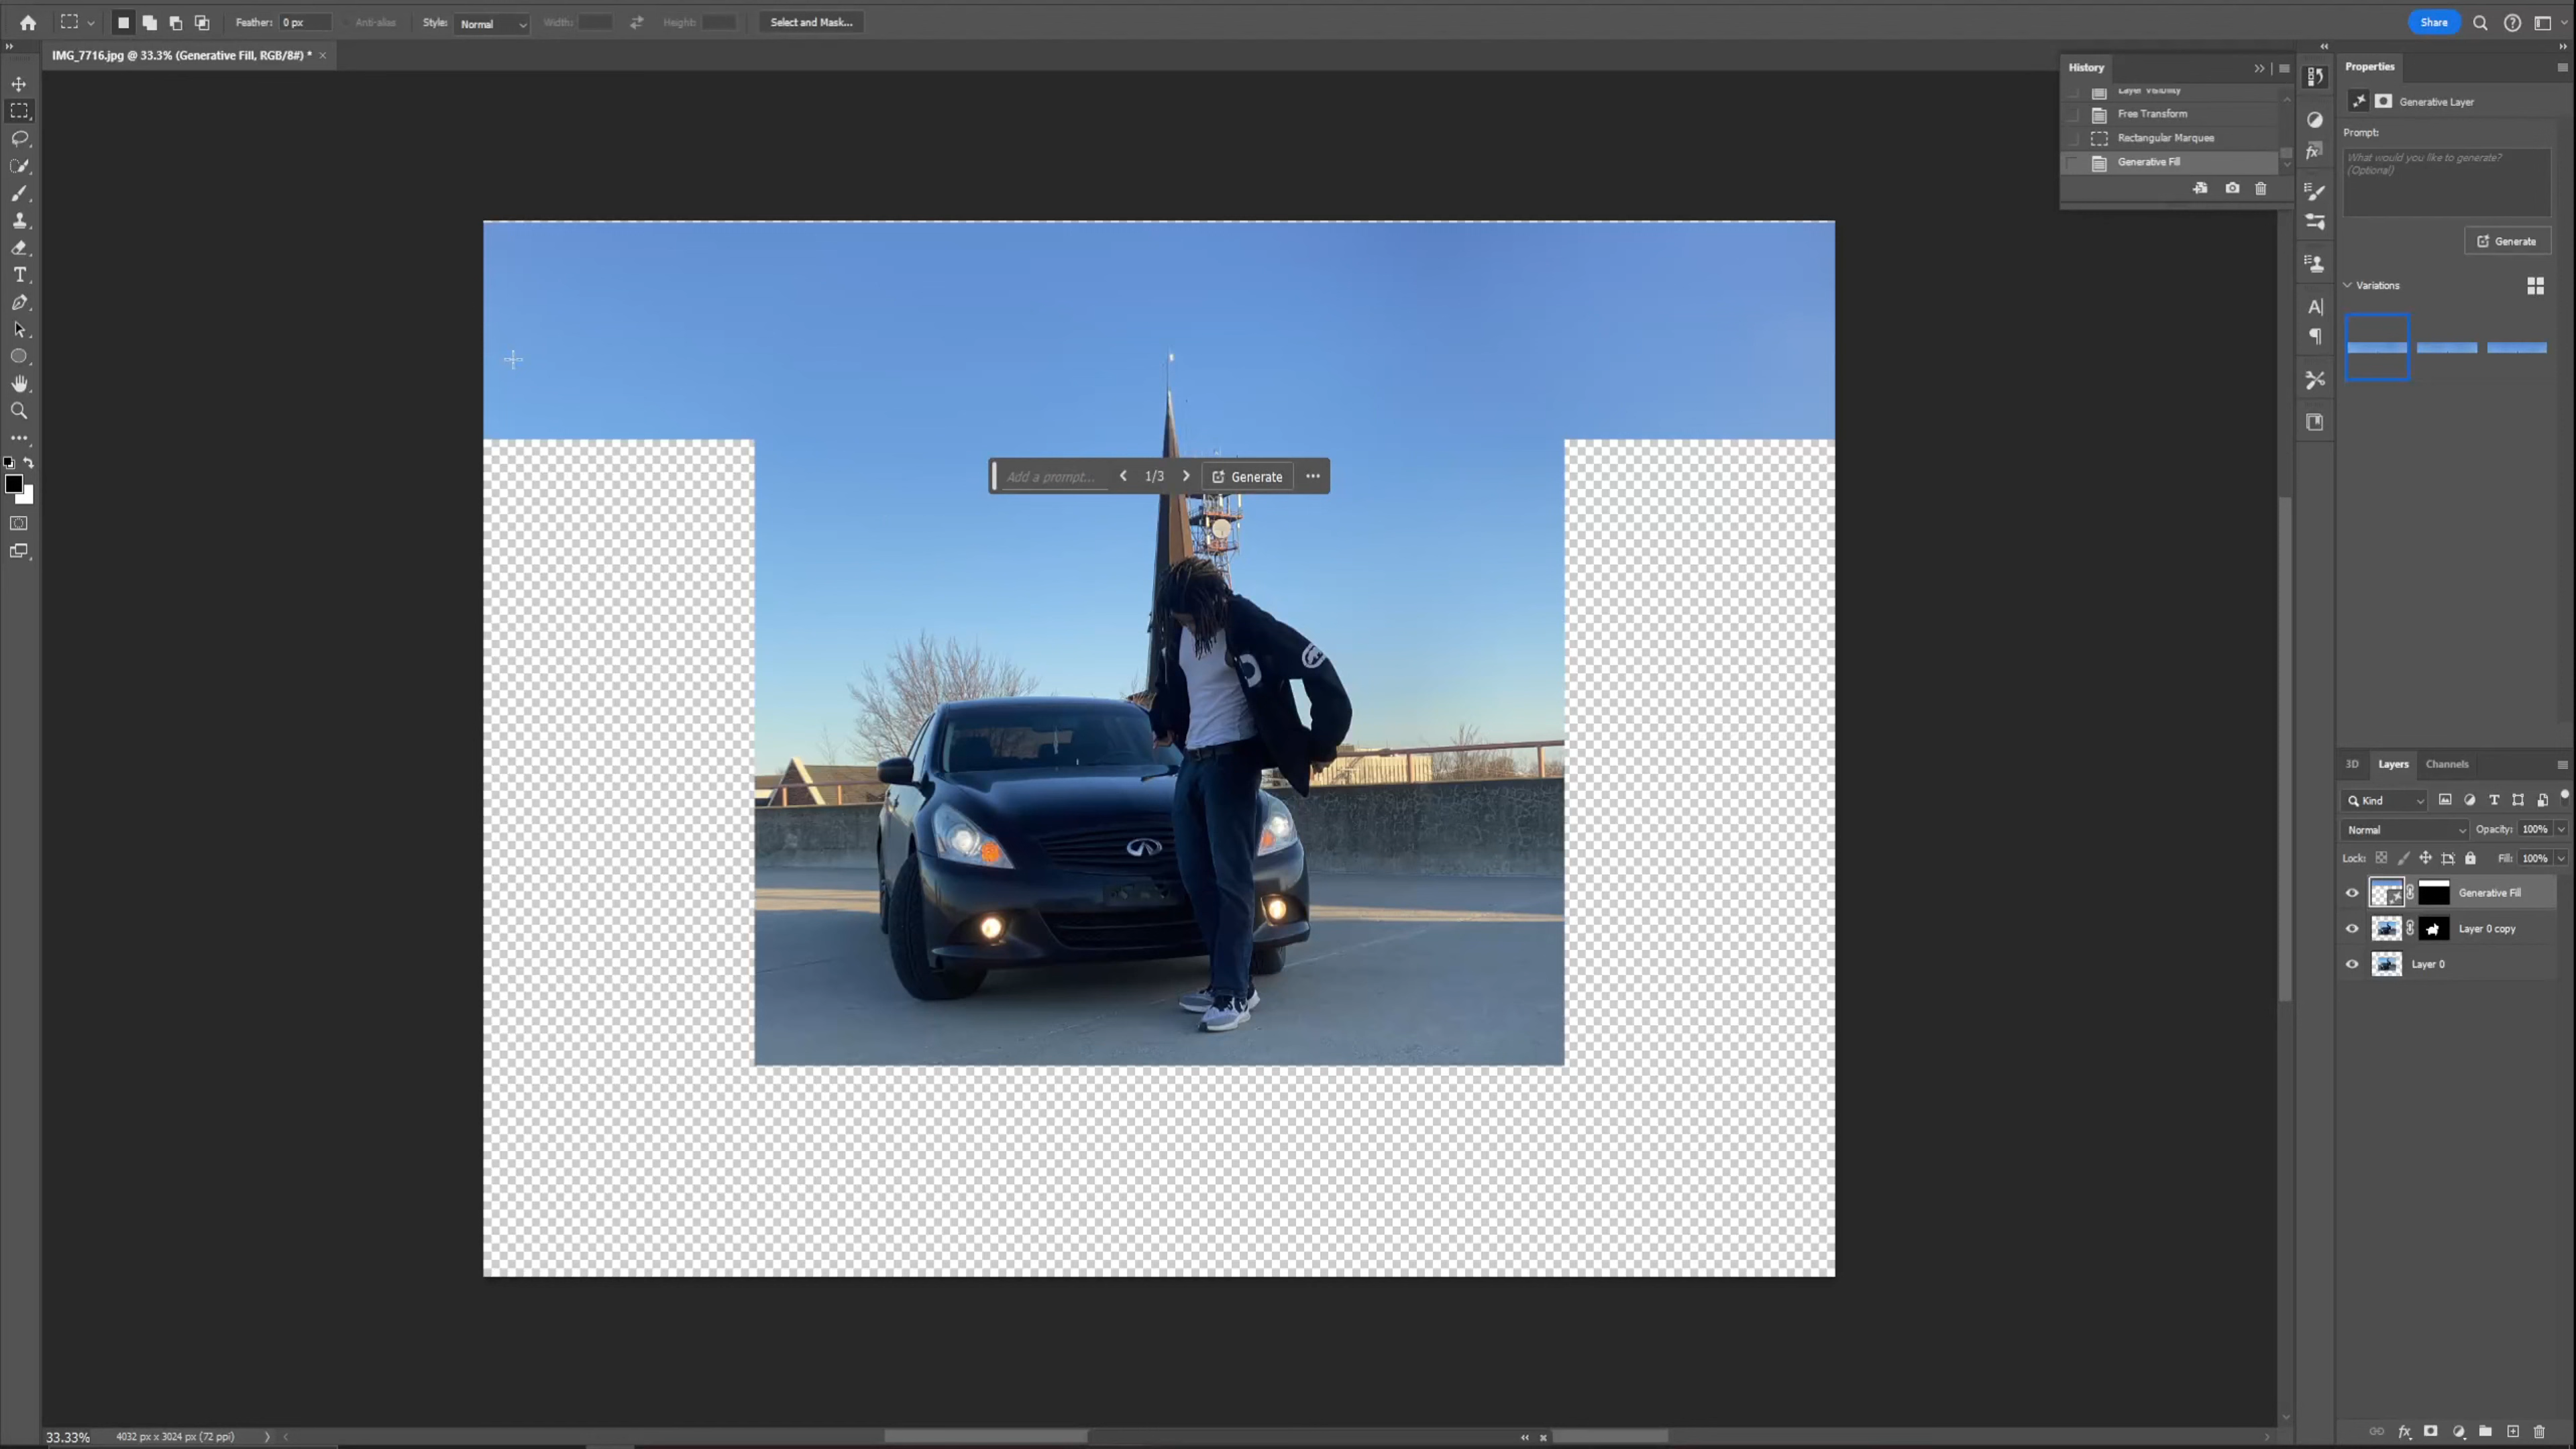 Feather: 0 px Anti-alias Style: Normal Width: Height: Select and Mask... Share
IMG_7716.jpg @ 33.3% (Generative Fill, RGB/8#) * ×
History
Layer Visibility
Free Transform
Rectangular Marquee
Generative Fill
Properties
Generative Layer
Prompt:
What would you like to generate?
(Optional)
Generate
Variations
Add a prompt... 1/3 Generate
3D Layers Channels
Kind
Normal Opacity: 100%
Lock: Fill: 100%
Generative Fill
Layer 0 copy
Layer 0
33.33% 4032 px x 3024 px (72 ppi)